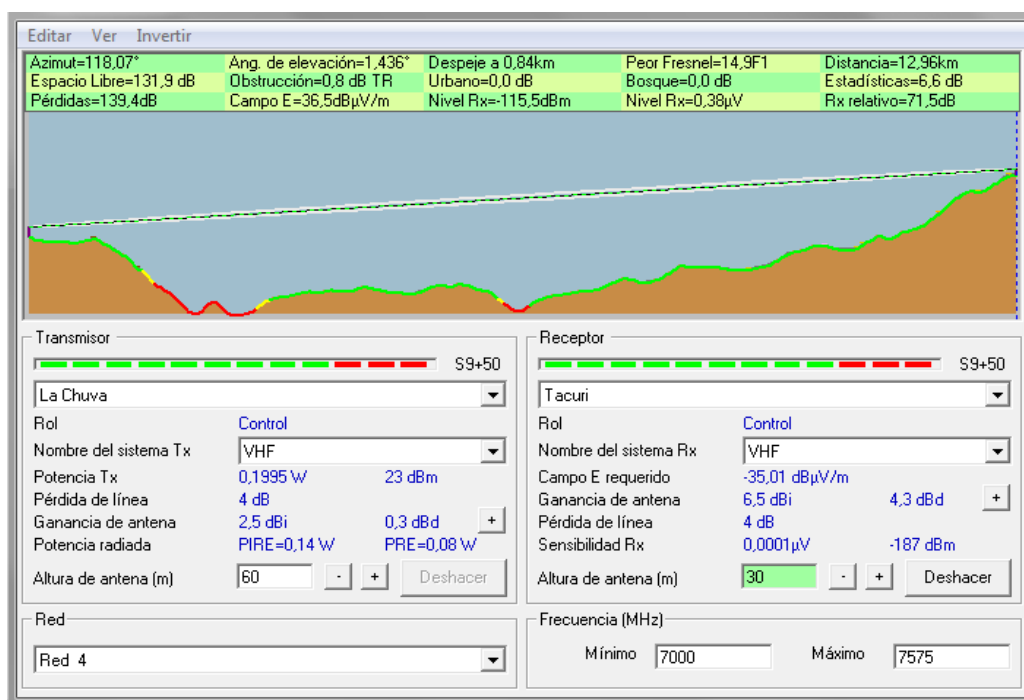 Editar Ver Invertir
Azimut=118,07° Ang. de elevación=1,436° Despeje a 0,84km Peor Fresnel=14,9F1 Distancia=12,96km
Espacio Libre=131,9 dB Obstrucción=0,8 dB TR Urbano=0,0 dB Bosque=0,0 dB Estadísticas=6,6 dB
Pérdidas=139,4dB Campo E=36,5dBµV/m Nivel Rx=-115,5dBm Nivel Rx=0,38µV Rx relativo=71,5dB
Transmisor
S9+50
La Chuva
Rol Control
Nombre del sistema Tx VHF
Potencia Tx 0,1995 W 23 dBm
Pérdida de línea 4 dB
Ganancia de antena 2,5 dBi 0,3 dBd +
Potencia radiada PIRE=0,14 W PRE=0,08 W
Altura de antena (m) 60 - + Deshacer
Red
Red 4
Receptor
S9+50
Tacuri
Rol Control
Nombre del sistema Rx VHF
Campo E requerido -35,01 dBµV/m
Ganancia de antena 6,5 dBi 4,3 dBd +
Pérdida de línea 4 dB
Sensibilidad Rx 0,0001µV -187 dBm
Altura de antena (m) 30 - + Deshacer
Frecuencia (MHz)
Mínimo 7000 Máximo 7575